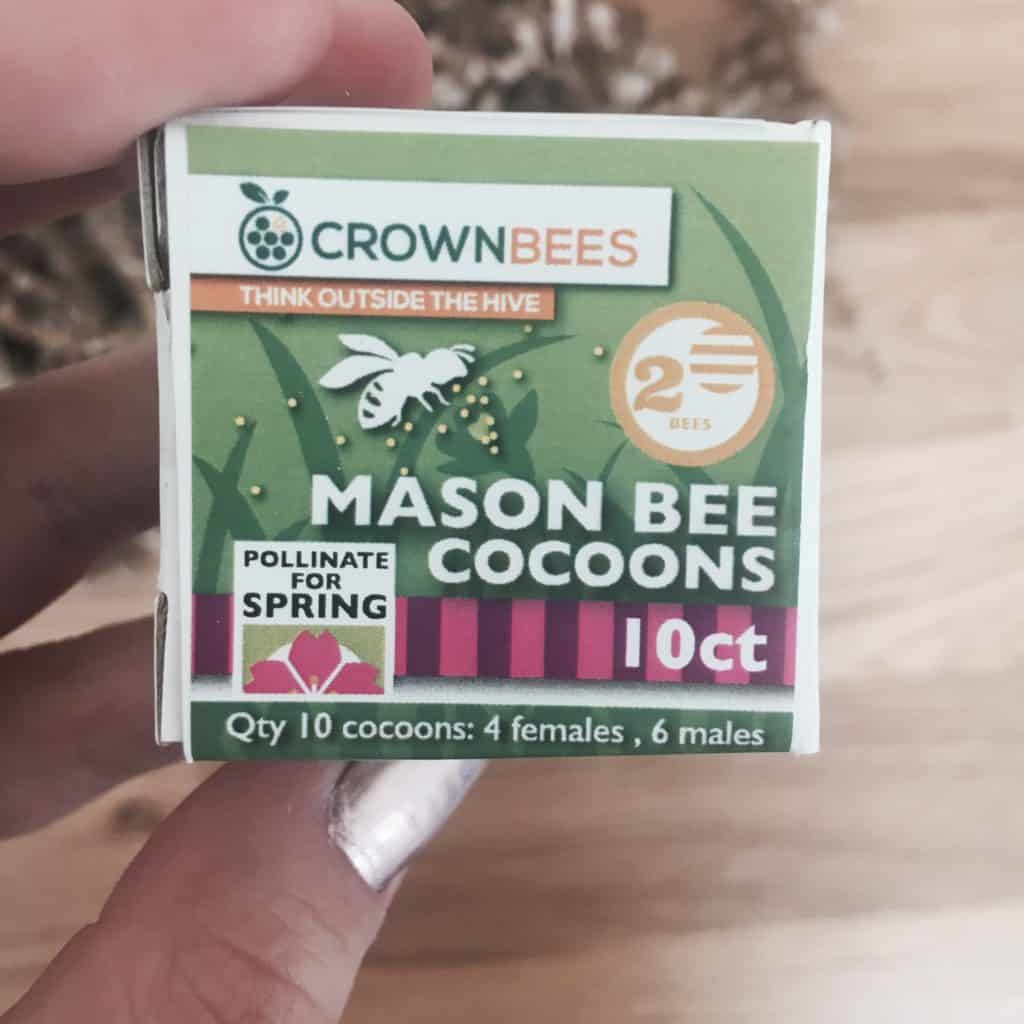 CROWNBEES
THINK OUTSIDE THE HIVE
2
BEES
MASON BEE
COCOONS
POLLINATE
FOR
SPRING
10ct
Qty 10 cocoons: 4 females , 6 males